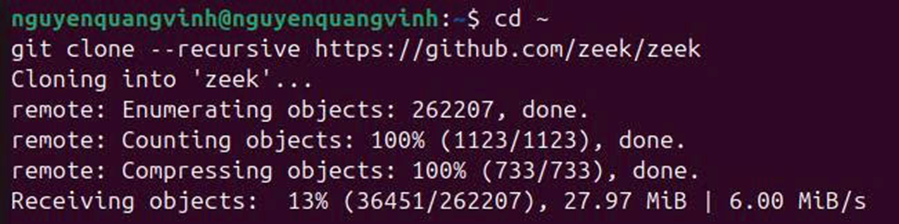 nguyenquangvinh@nguyenquangvinh:~$ cd ~
git clone --recursive https://github.com/zeek/zeek
Cloning into 'zeek'...
remote: Enumerating objects: 262207, done.
remote: Counting objects: 100% (1123/1123), done.
remote: Compressing objects: 100% (733/733), done.
Receiving objects:  13% (36451/262207), 27.97 MiB | 6.00 MiB/s